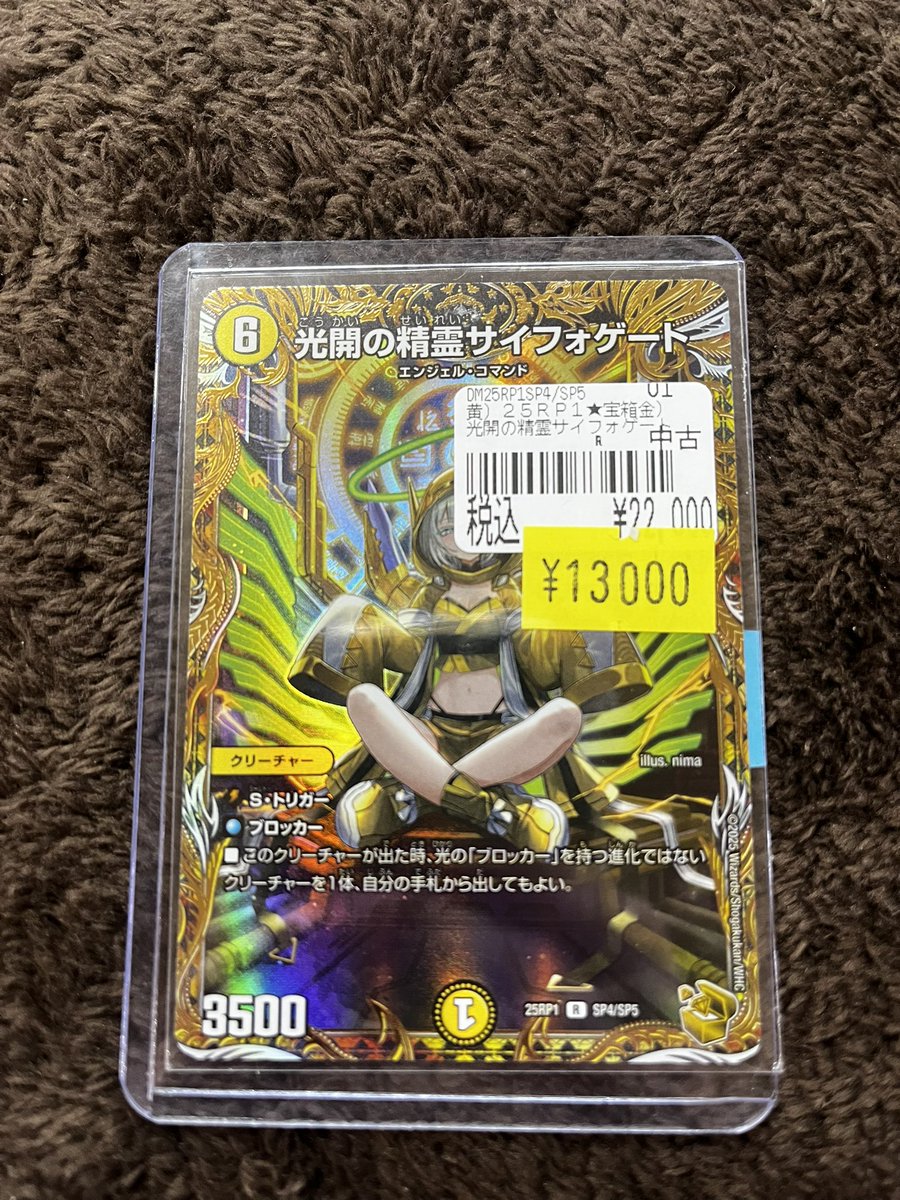 6
こうかい せいれい
光開の精霊サイフォゲート
エンジェル・コマンド
DM25RP1SP4/SP5 01
黄）25RP1★宝箱金）
光開の精霊サイフォゲート
R 中古
税込 ¥22,000
¥13000
クリーチャー
illus. nima
S・トリガー
ブロッカー
■このクリーチャーが出た時、光の「ブロッカー」を持つ進化ではない
クリーチャーを1体、自分の手札から出してもよい。
©2025 Wizards/Shogakukan/WHC
3500
1
25RP1 R SP4/SP5